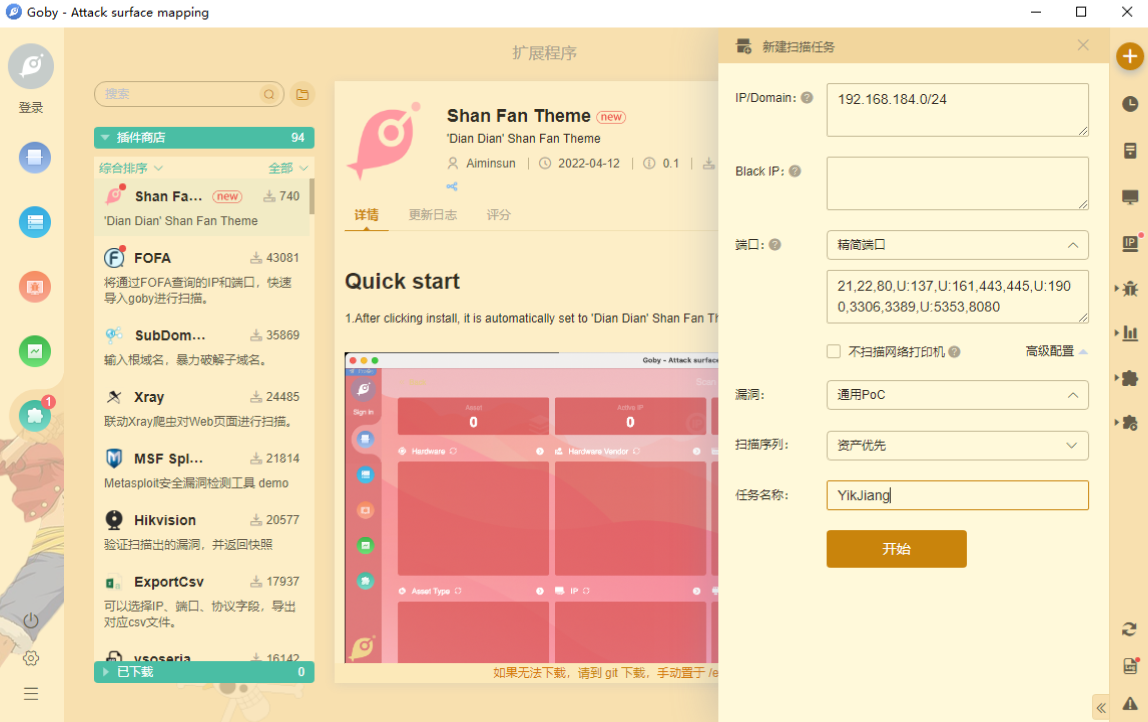 Goby - Attack surface mapping
登录
扩展程序
搜索
插件商店 94
综合排序 全部
Shan Fa... new 740
'Dian Dian' Shan Fan Theme
FOFA 43081
将通过FOFA查询的IP和端口，快速
导入goby进行扫描。
SubDom... 35869
输入根域名，暴力破解子域名。
Xray 24485
联动Xray爬虫对Web页面进行扫描。
MSF Spl... 21814
Metasploit安全漏洞检测工具 demo
Hikvision 20577
验证扫描出的漏洞，并返回快照
ExportCsv 17937
可以选择IP、端口、协议字段，导出
对应csv文件。
ysoseria 16142
已下载 0
1
Shan Fan Theme new
'Dian Dian' Shan Fan Theme
Aiminsun 2022-04-12 0.1
详情 更新日志 评分
Quick start
1.After clicking install, it is automatically set to 'Dian Dian' Shan Fan Th
Goby - Attack surface
Sign in
Scan
Asset
0
Active IP
0
Hardware
Hardware Vendor
Asset Type
IP
如果无法下载，请到 git 下载，手动置于 /e
新建扫描任务
IP/Domain:
192.168.184.0/24
Black IP:
端口:
精简端口
21,22,80,U:137,U:161,443,445,U:190
0,3306,3389,U:5353,8080
不扫描网络打印机
高级配置
漏洞:
通用PoC
扫描序列:
资产优先
任务名称:
YikJiang
开始
IP